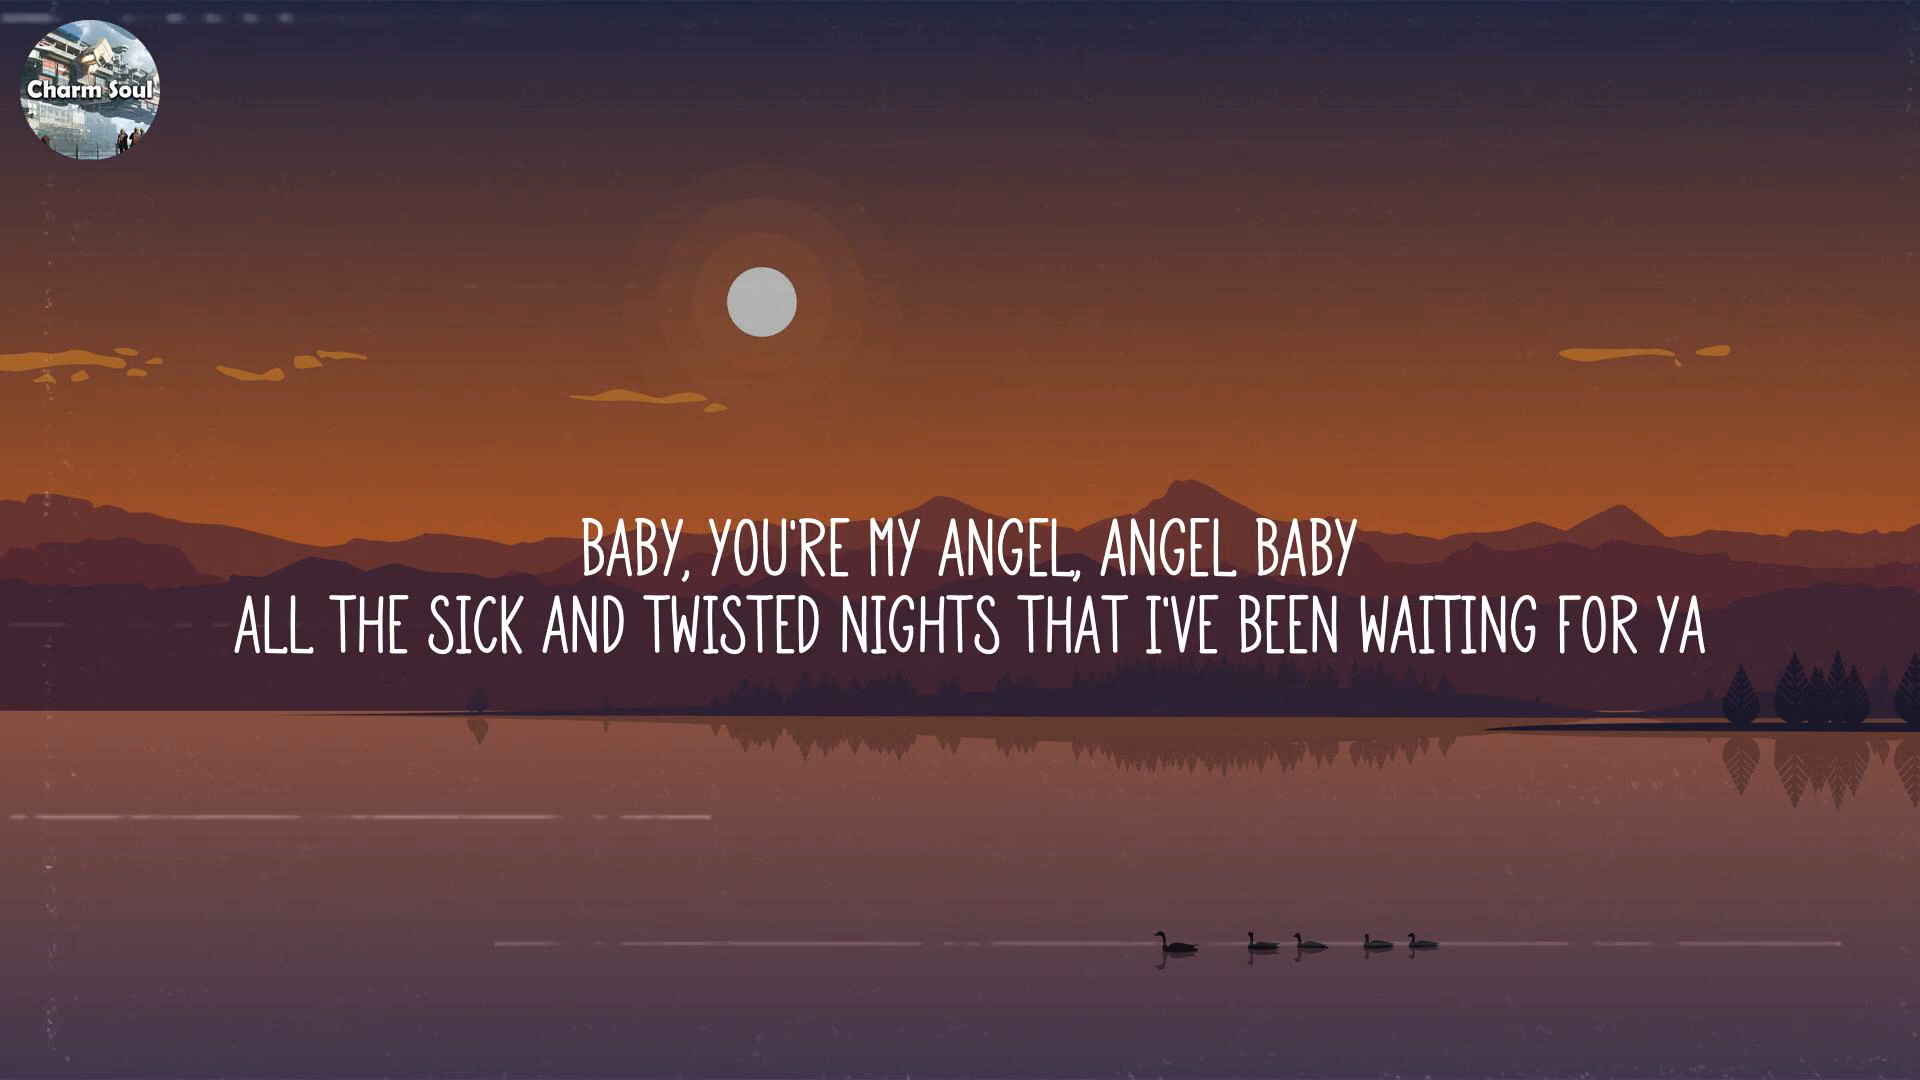 Charm Soul
BABY, YOU'RE MY ANGEL, ANGEL BABY
ALL THE SICK AND TWISTED NIGHTS THAT I'VE BEEN WAITING FOR YA